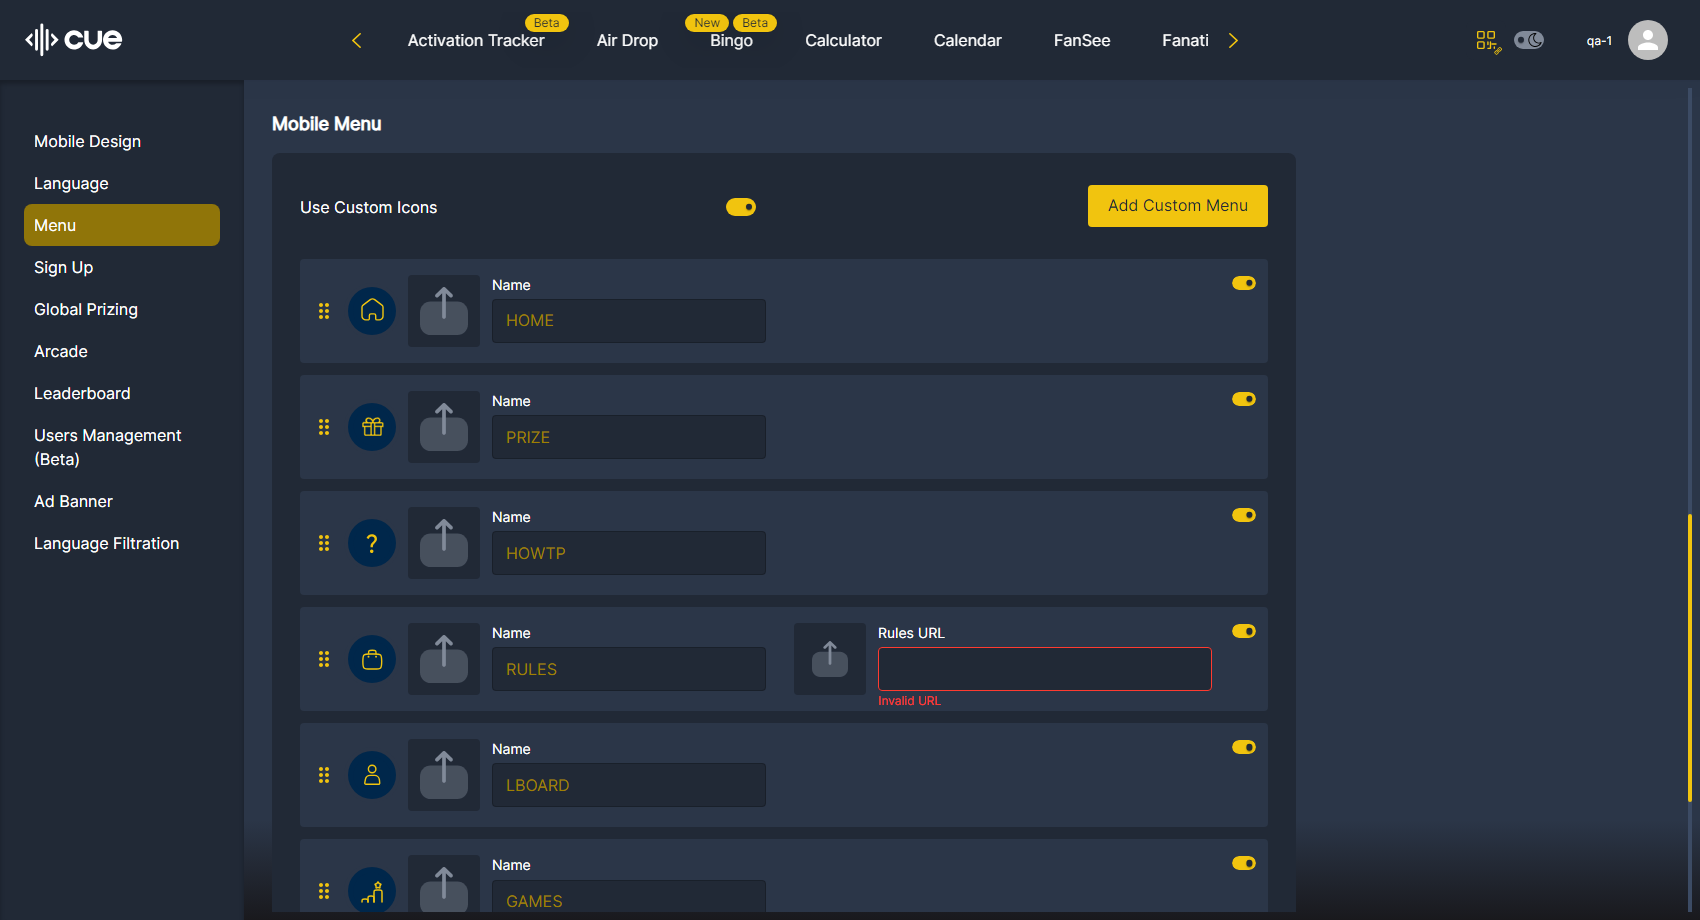 cue
Beta
New
Beta
Activation Tracker
Air Drop
Bingo
Calculator
Calendar
FanSee
Fanati
qa-1
Mobile Design
Language
Menu
Sign Up
Global Prizing
Arcade
Leaderboard
Users Management
(Beta)
Ad Banner
Language Filtration
Mobile Menu
Use Custom Icons
Add Custom Menu
Name
HOME
Name
PRIZE
?
Name
HOWTP
Name
RULES
Rules URL
Invalid URL
Name
LBOARD
Name
GAMES